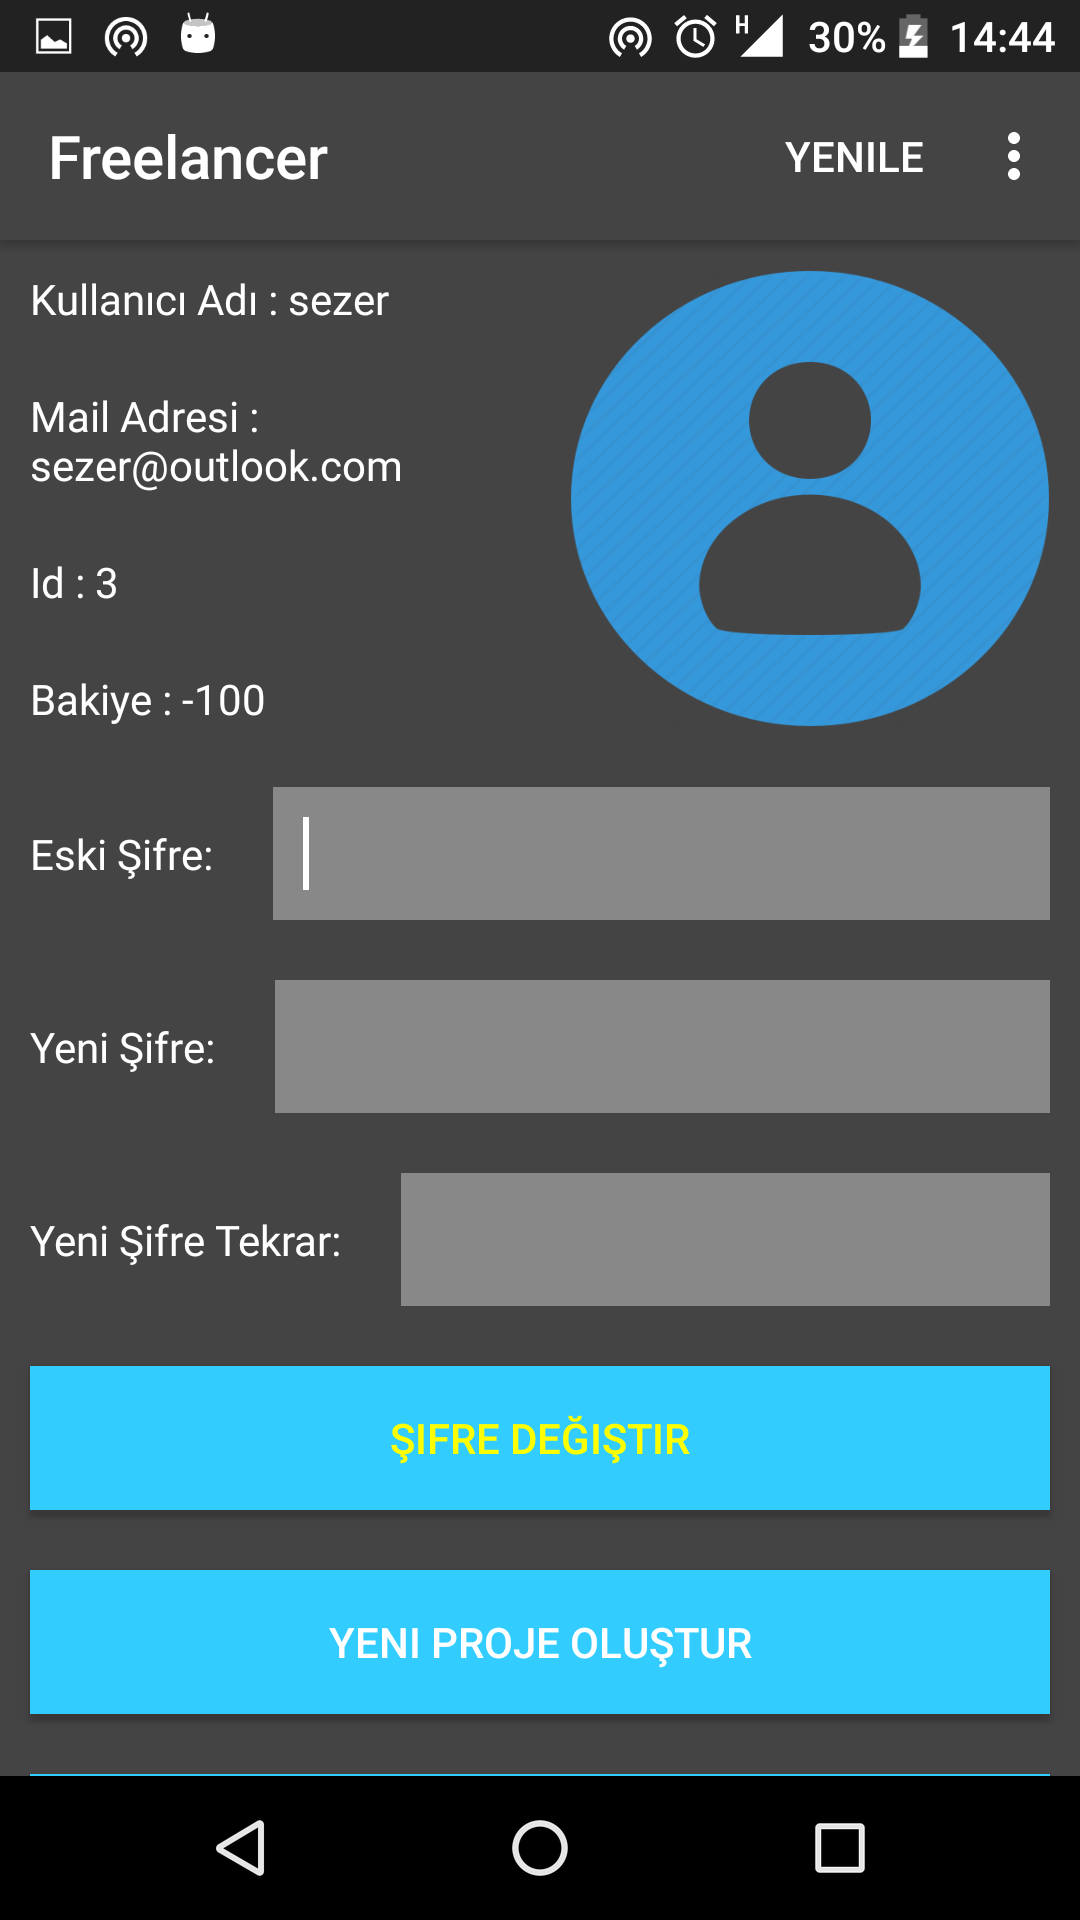 H 30% 14:44
Freelancer YENILE
Kullanıcı Adı : sezer
Mail Adresi :
sezer@outlook.com
Id : 3
Bakiye : -100
Eski Şifre:
Yeni Şifre:
Yeni Şifre Tekrar:
ŞIFRE DEĞIŞTIR
YENI PROJE OLUŞTUR